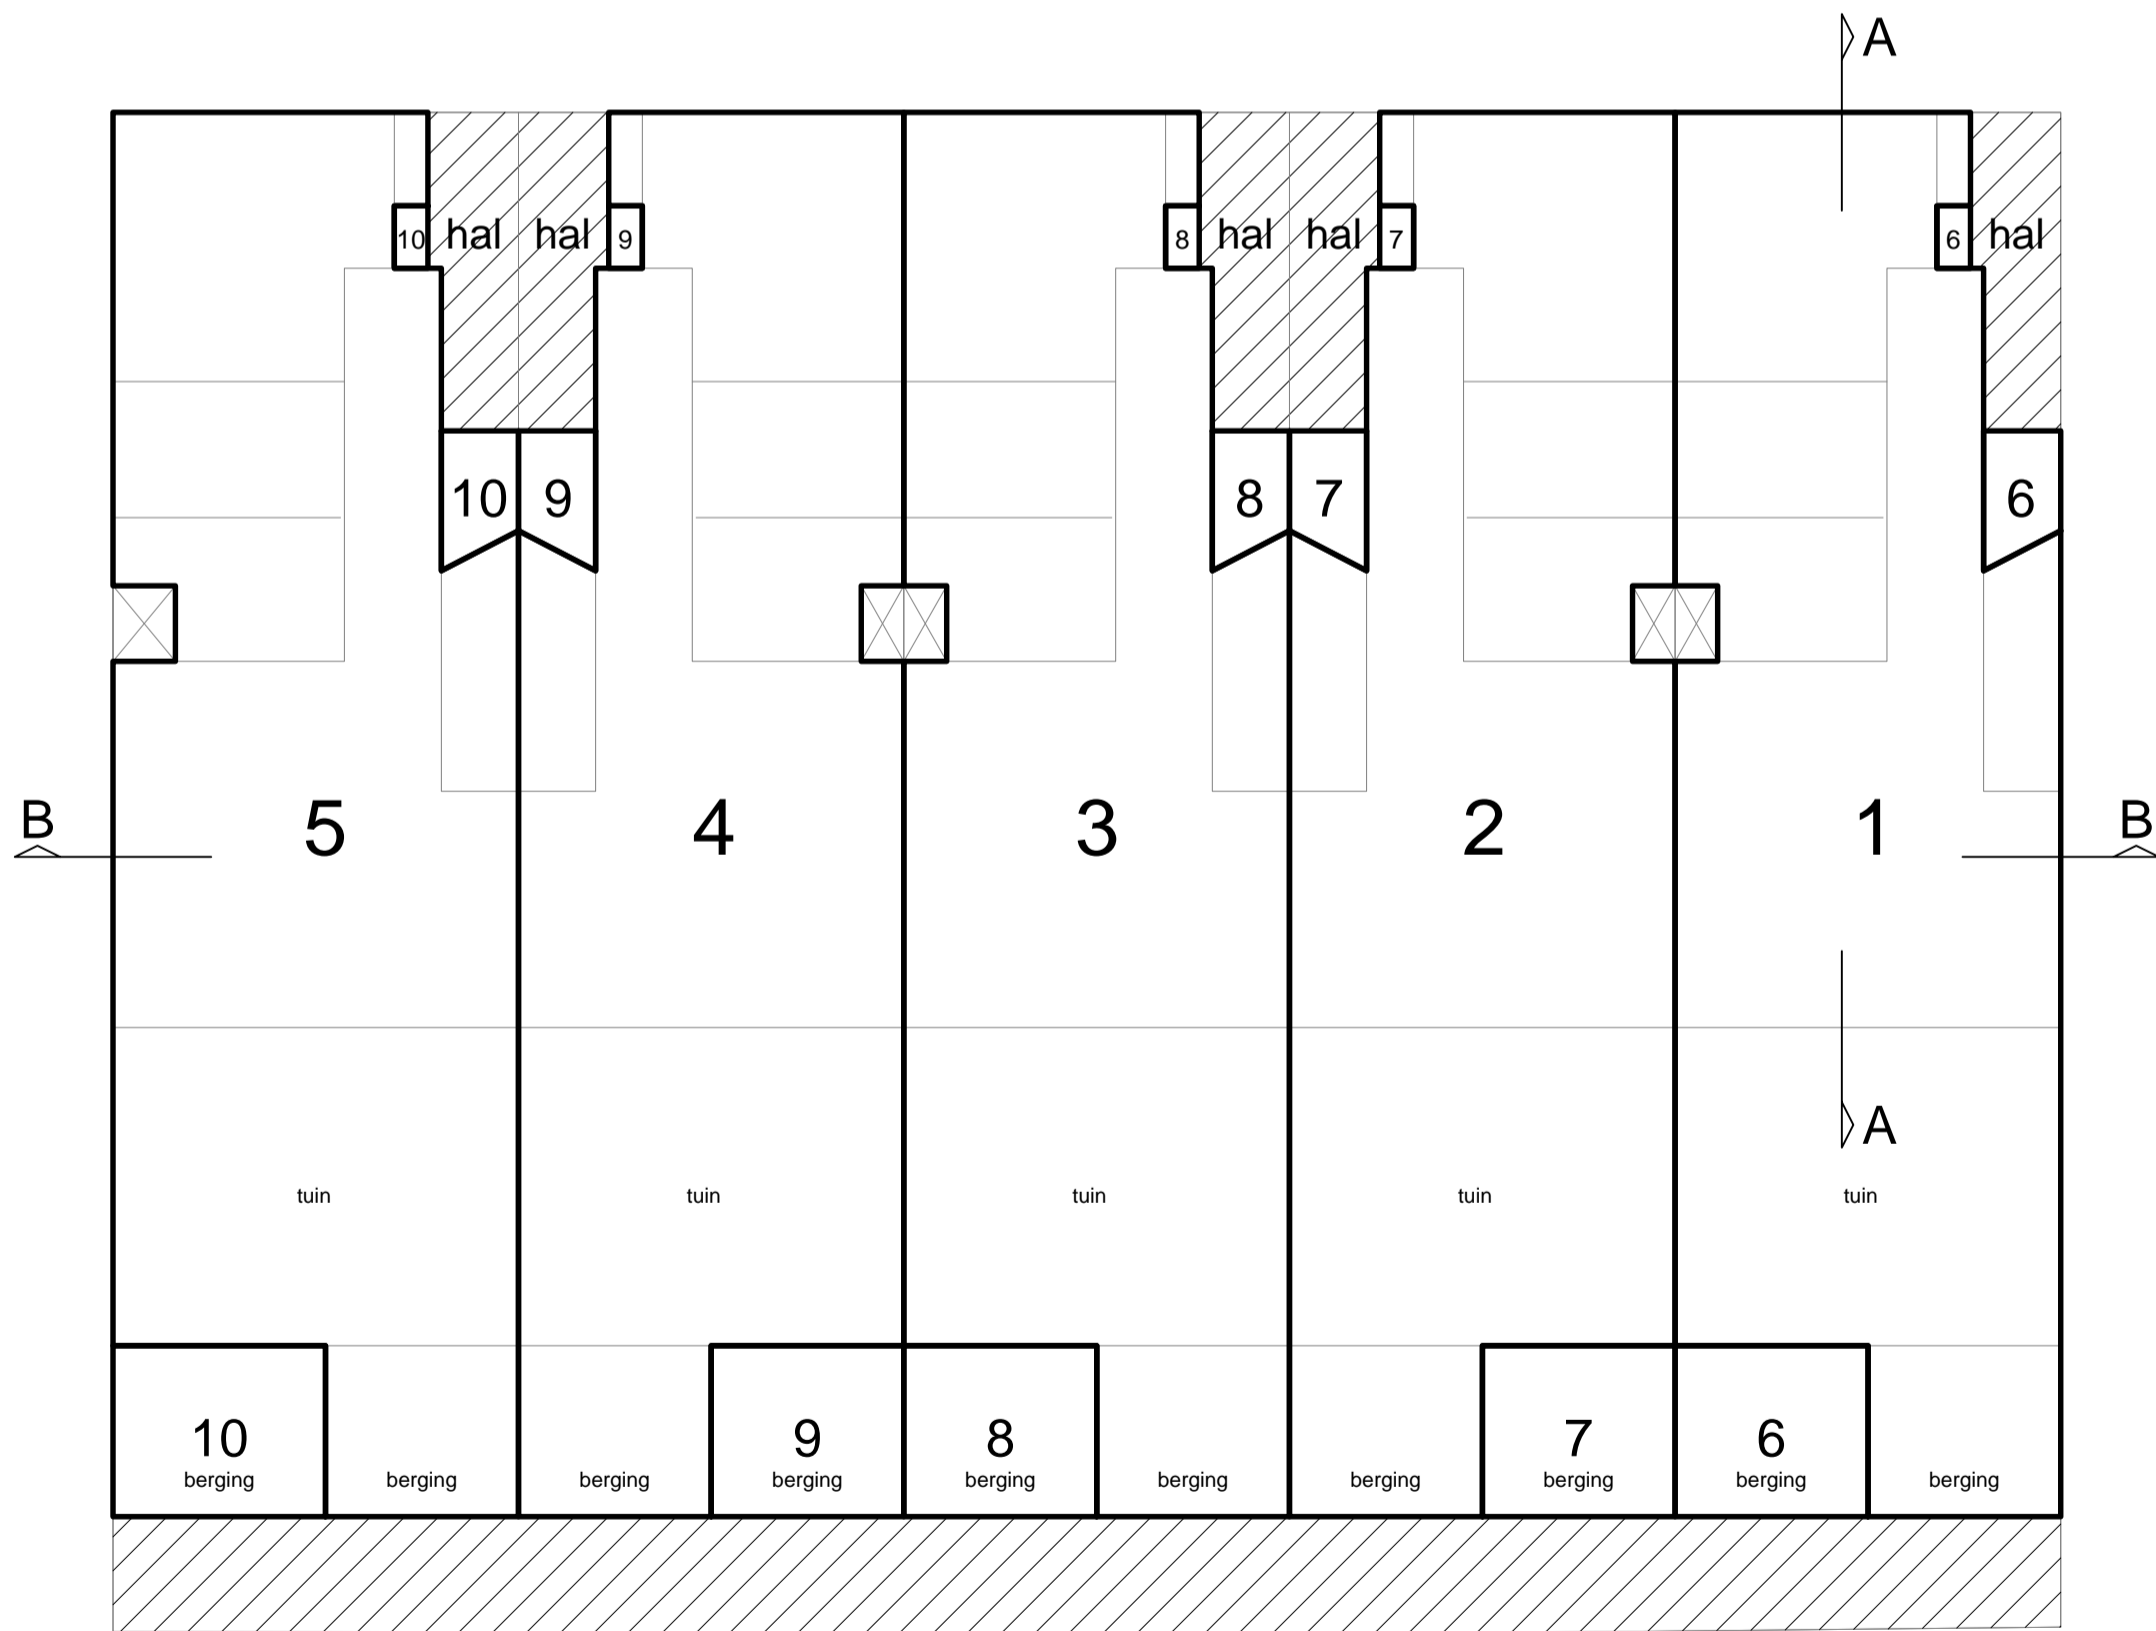 A
10 hal hal 9 8 hal hal 7 6 hal
10 9 8 7 6
B 5 4 3 2 1 B
A
tuin tuin tuin tuin tuin
10 9 8 7 6
berging berging berging berging berging berging berging berging berging berging